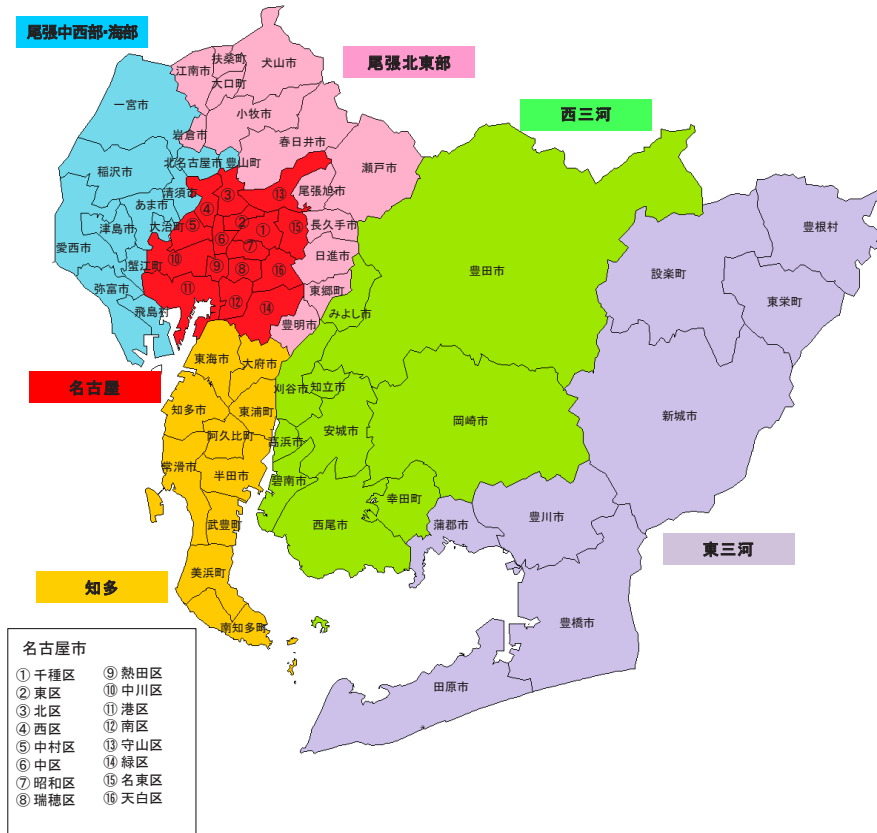 尾張中西部・海部
扶桑町
江南市
犬山市
大口町
尾張北東部
一宮市
小牧市
西三河
岩倉市
春日井市
北名古屋市
豊山町
瀬戸市
稲沢市
清須市
③
⑬
尾張旭市
あま市
④
津島市
大治町
⑤
②
①
⑮
長久手市
豊根村
愛西市
⑥
⑦
日進市
蟹江町
⑩
⑨
⑧
⑯
豊田市
設楽町
弥富市
⑪
東郷町
東栄町
飛島村
⑫
⑭
みよし市
豊明市
東海市
大府市
名古屋
刈谷市
知立市
知多市
東浦町
岡崎市
新城市
阿久比町
高浜市
安城市
常滑市
半田市
碧南市
幸田町
武豊町
西尾市
蒲郡市
豊川市
東三河
美浜町
知多
南知多町
豊橋市
田原市
名古屋市
① 千種区
② 東区
③ 北区
④ 西区
⑤ 中村区
⑥ 中区
⑦ 昭和区
⑧ 瑞穂区
⑨ 熱田区
⑩ 中川区
⑪ 港区
⑫ 南区
⑬ 守山区
⑭ 緑区
⑮ 名東区
⑯ 天白区